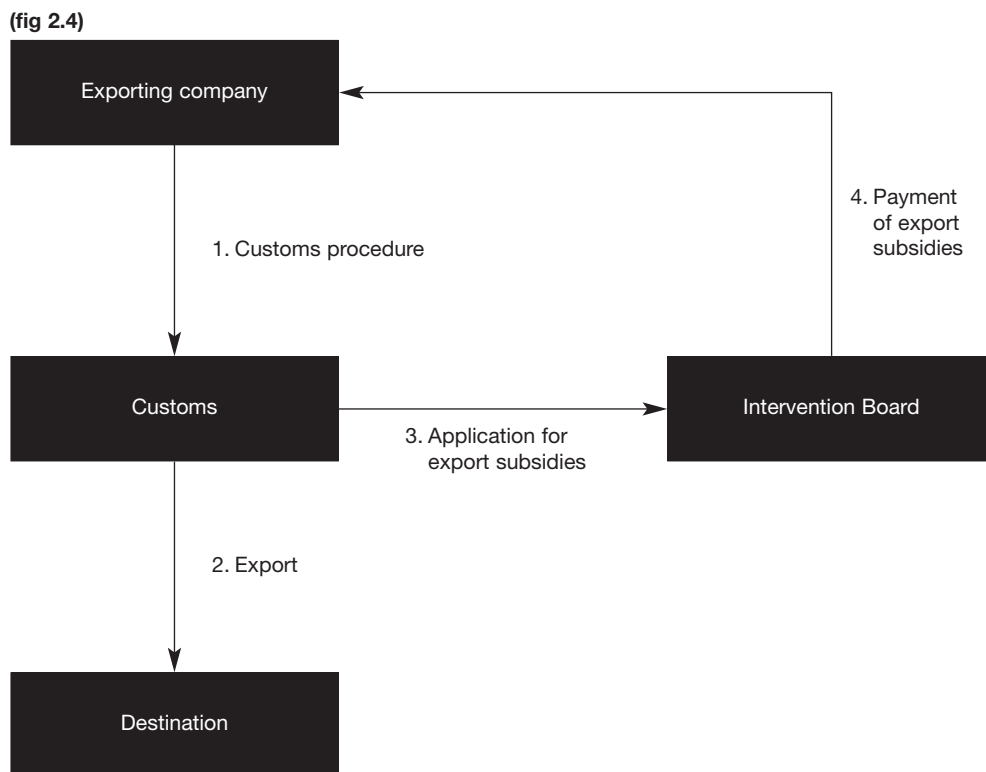 (fig 2.4)
Exporting company
4. Payment
of export
subsidies
1. Customs procedure
Customs
Intervention Board
3. Application for
export subsidies
2. Export
Destination